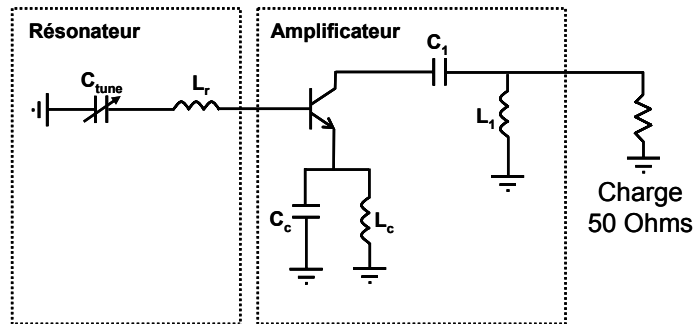 Résonateur
Amplificateur
C1
Ctune
Lr
L1
Cc
Lc
Charge
50 Ohms